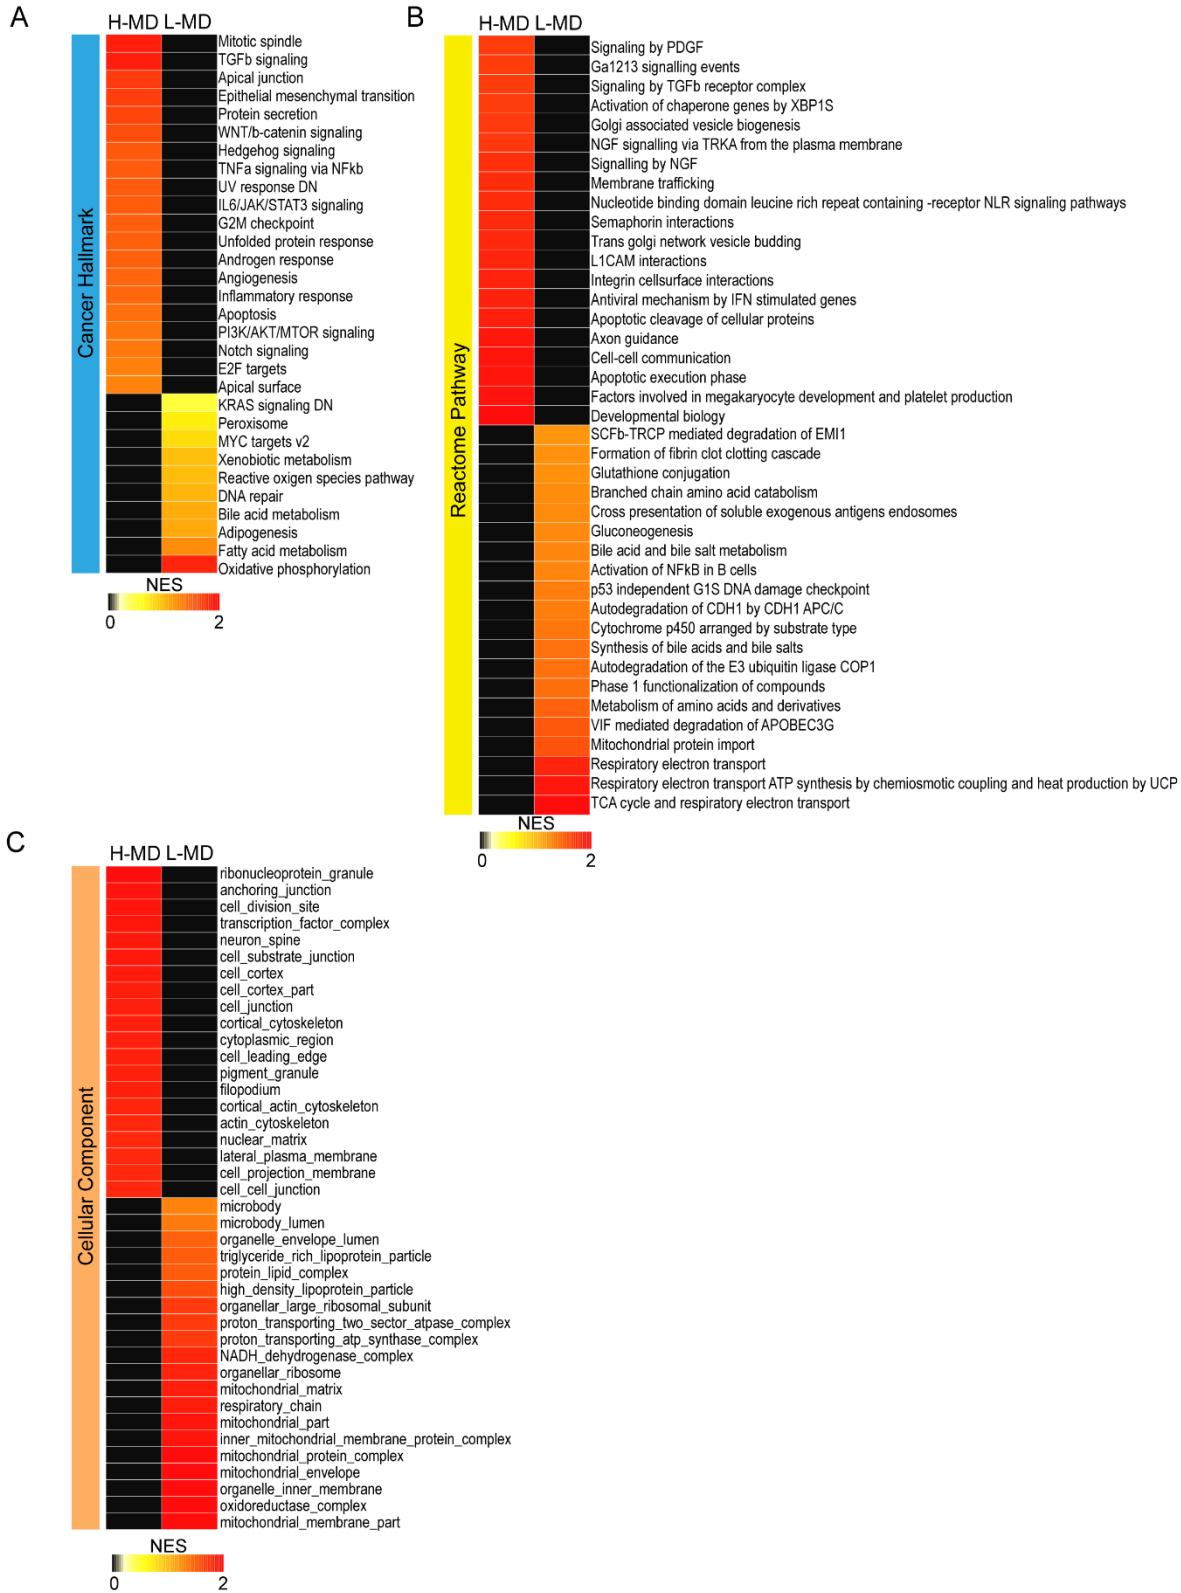 A
H-MD L-MD
Cancer Hallmark
Mitotic spindle
TGFb signaling
Apical junction
Epithelial mesenchymal transition
Protein secretion
WNT/b-catenin signaling
Hedgehog signaling
TNFa signaling via NFkb
UV response DN
IL6/JAK/STAT3 signaling
G2M checkpoint
Unfolded protein response
Androgen response
Angiogenesis
Inflammatory response
Apoptosis
PI3K/AKT/MTOR signaling
Notch signaling
E2F targets
Apical surface
KRAS signaling DN
Peroxisome
MYC targets v2
Xenobiotic metabolism
Reactive oxigen species pathway
DNA repair
Bile acid metabolism
Adipogenesis
Fatty acid metabolism
Oxidative phosphorylation
NES
0 2
B
H-MD L-MD
Reactome Pathway
Signaling by PDGF
Ga1213 signalling events
Signaling by TGFb receptor complex
Activation of chaperone genes by XBP1S
Golgi associated vesicle biogenesis
NGF signalling via TRKA from the plasma membrane
Signalling by NGF
Membrane trafficking
Nucleotide binding domain leucine rich repeat containing -receptor NLR signaling pathways
Semaphorin interactions
Trans golgi network vesicle budding
L1CAM interactions
Integrin cellsurface interactions
Antiviral mechanism by IFN stimulated genes
Apoptotic cleavage of cellular proteins
Axon guidance
Cell-cell communication
Apoptotic execution phase
Factors involved in megakaryocyte development and platelet production
Developmental biology
SCFb-TRCP mediated degradation of EMI1
Formation of fibrin clot clotting cascade
Glutathione conjugation
Branched chain amino acid catabolism
Cross presentation of soluble exogenous antigens endosomes
Gluconeogenesis
Bile acid and bile salt metabolism
Activation of NFkB in B cells
p53 independent G1S DNA damage checkpoint
Autodegradation of CDH1 by CDH1 APC/C
Cytochrome p450 arranged by substrate type
Synthesis of bile acids and bile salts
Autodegradation of the E3 ubiquitin ligase COP1
Phase 1 functionalization of compounds
Metabolism of amino acids and derivatives
VIF mediated degradation of APOBEC3G
Mitochondrial protein import
Respiratory electron transport
Respiratory electron transport ATP synthesis by chemiosmotic coupling and heat production by UCP
TCA cycle and respiratory electron transport
NES
0 2
C
H-MD L-MD
Cellular Component
ribonucleoprotein_granule
anchoring_junction
cell_division_site
transcription_factor_complex
neuron_spine
cell_substrate_junction
cell_cortex
cell_cortex_part
cell_junction
cortical_cytoskeleton
cytoplasmic_region
cell_leading_edge
pigment_granule
filopodium
cortical_actin_cytoskeleton
actin_cytoskeleton
nuclear_matrix
lateral_plasma_membrane
cell_projection_membrane
cell_cell_junction
microbody
microbody_lumen
organelle_envelope_lumen
triglyceride_rich_lipoprotein_particle
protein_lipid_complex
high_density_lipoprotein_particle
organellar_large_ribosomal_subunit
proton_transporting_two_sector_atpase_complex
proton_transporting_atp_synthase_complex
NADH_dehydrogenase_complex
organellar_ribosome
mitochondrial_matrix
respiratory_chain
mitochondrial_part
inner_mitochondrial_membrane_protein_complex
mitochondrial_protein_complex
mitochondrial_envelope
organelle_inner_membrane
oxidoreductase_complex
mitochondrial_membrane_part
NES
0 2